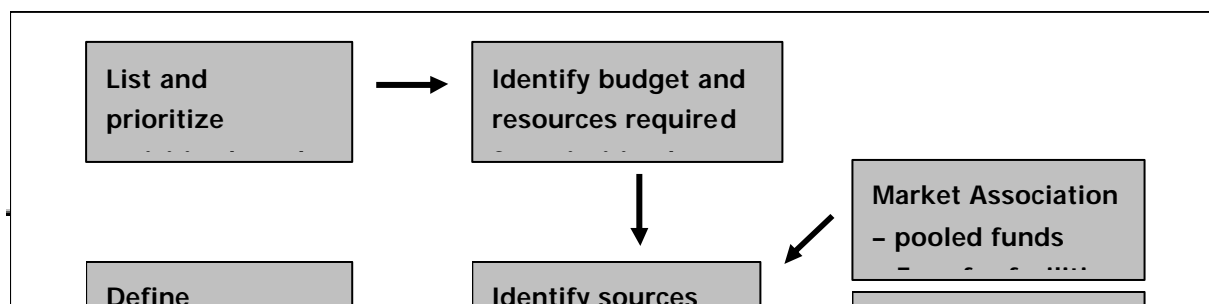 List and
prioritize
Identify budget and
resources required
Market Association
– pooled funds
Define
Identify sources